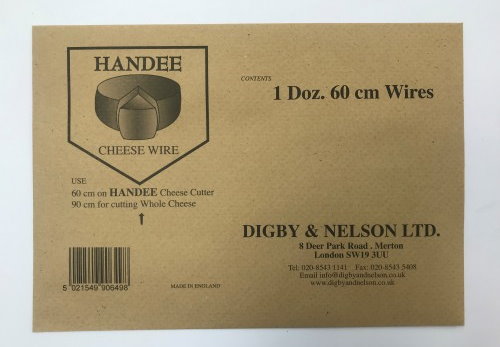 HANDEE
CHEESE WIRE
USE
60 cm on HANDEE Cheese Cutter
90 cm for cutting Whole Cheese
5 021549 906498
MADE IN ENGLAND
CONTENTS
1 Doz. 60 cm Wires
DIGBY & NELSON LTD.
8 Deer Park Road . Merton
London SW19 3UU
Tel: 020-8543 1141 Fax: 020-8543 5408
Email info@digbyandnelson.co.uk
www.digbyandnelson.co.uk